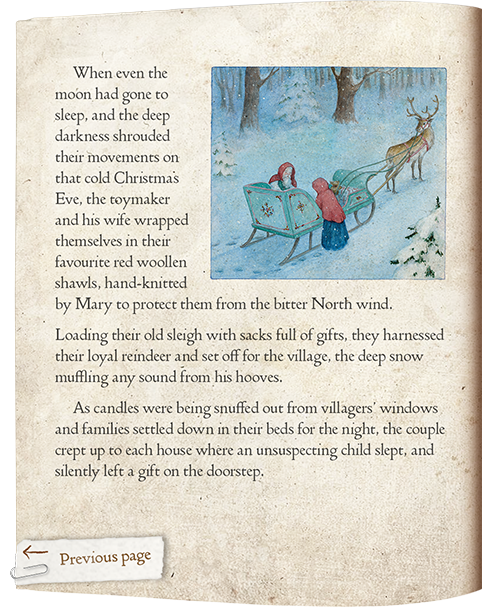 When even the
moon had gone to
sleep, and the deep
darkness shrouded
their movements on
that cold Christmas
Eve, the toymaker
and his wife wrapped
themselves in their
favourite red woollen
shawls, hand-knitted
by Mary to protect them from the bitter North wind.
Loading their old sleigh with sacks full of gifts, they harnessed
their loyal reindeer and set off for the village, the deep snow
muffling any sound from his hooves.
As candles were being snuffed out from villagers' windows
and families settled down in their beds for the night, the couple
crept up to each house where an unsuspecting child slept, and
silently left a gift on the doorstep.
← Previous page